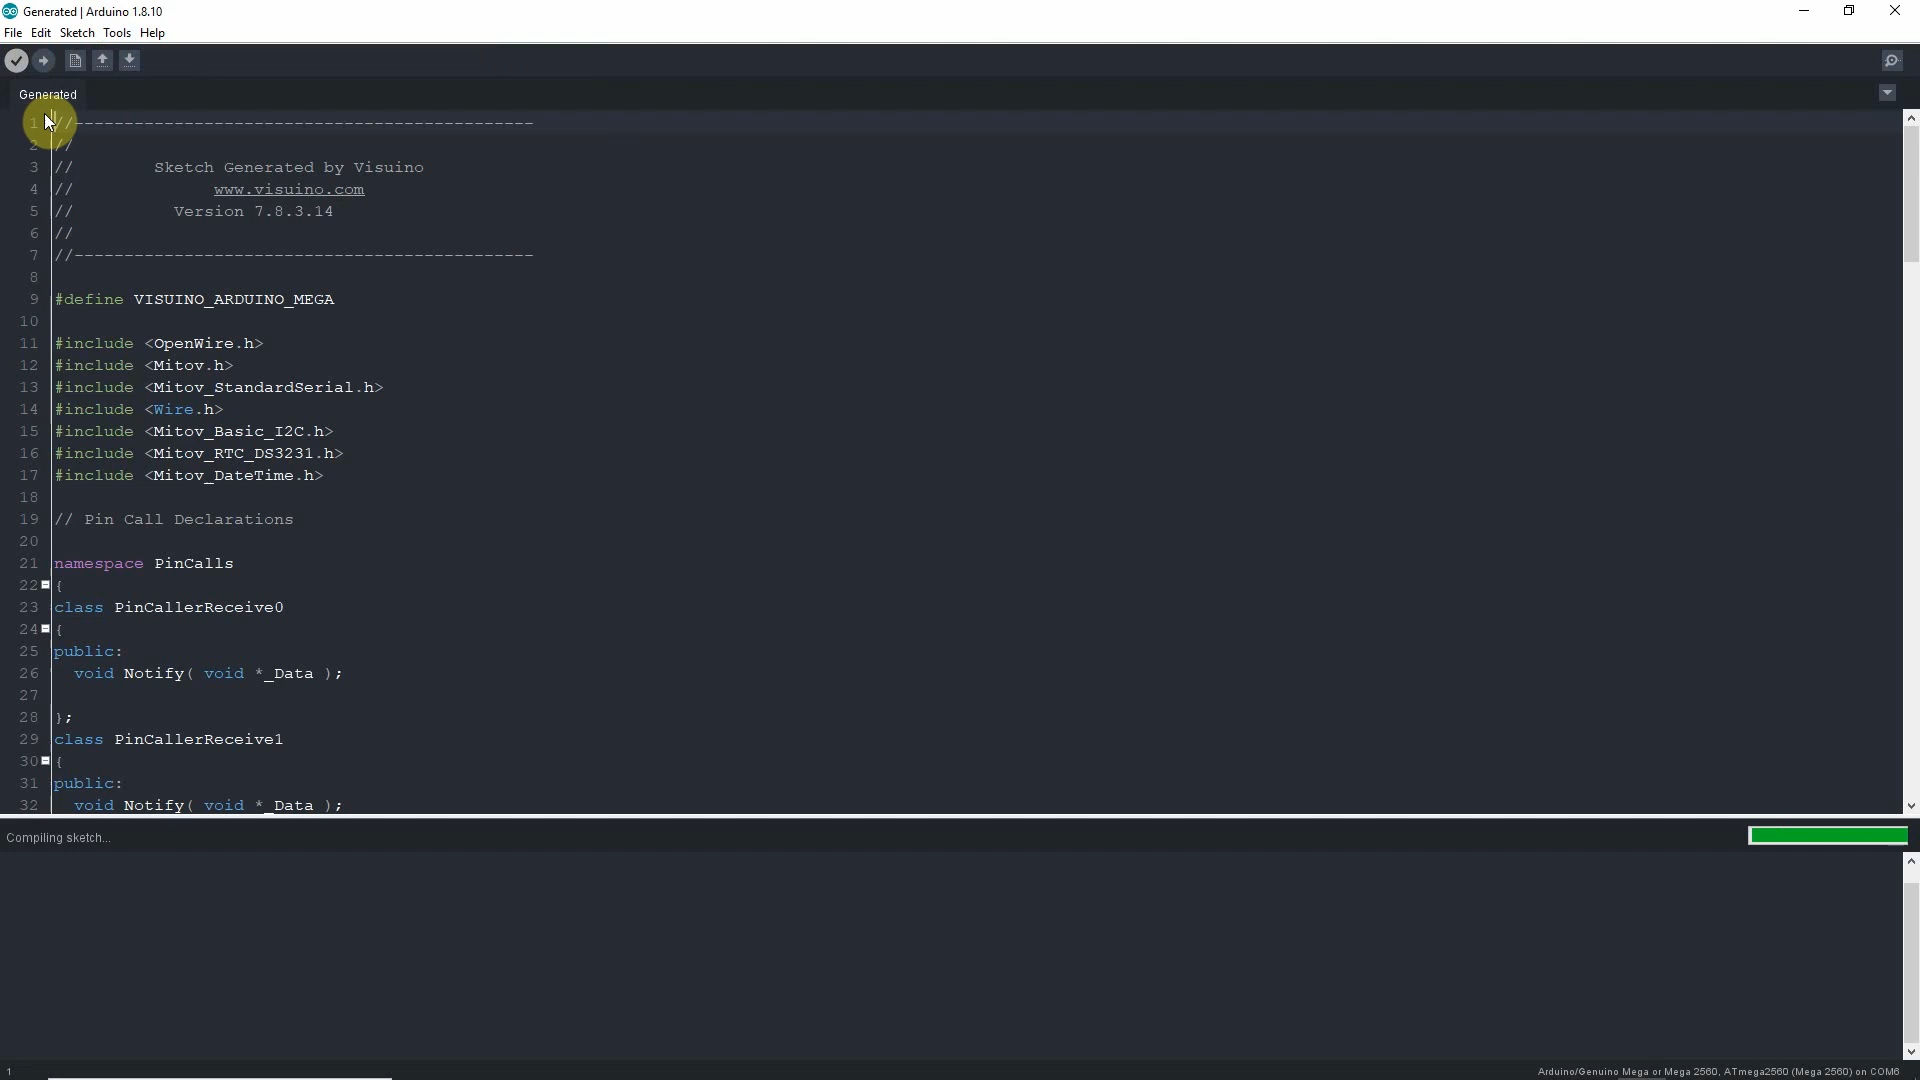 Generated | Arduino 1.8.10
File Edit Sketch Tools Help
Generated
1 //----------------------------------------------
2 //
3 //        Sketch Generated by Visuino
4 //              www.visuino.com
5 //          Version 7.8.3.14
6 //
7 //----------------------------------------------
8
9 #define VISUINO_ARDUINO_MEGA
10
11 #include <OpenWire.h>
12 #include <Mitov.h>
13 #include <Mitov_StandardSerial.h>
14 #include <Wire.h>
15 #include <Mitov_Basic_I2C.h>
16 #include <Mitov_RTC_DS3231.h>
17 #include <Mitov_DateTime.h>
18
19 // Pin Call Declarations
20
21 namespace PinCalls
22 {
23 class PinCallerReceive0
24 {
25 public:
26   void Notify( void *_Data );
27
28 };
29 class PinCallerReceive1
30 {
31 public:
32   void Notify( void *_Data );
Compiling sketch...
1 Arduino/Genuino Mega or Mega 2560, ATmega2560 (Mega 2560) on COM6